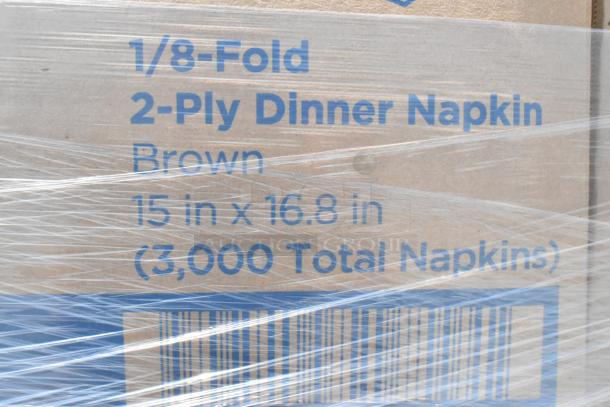 1/8-Fold
2-Ply Dinner Napkin
Brown
15 in x 16.8 in
(3,000 Total Napkins)